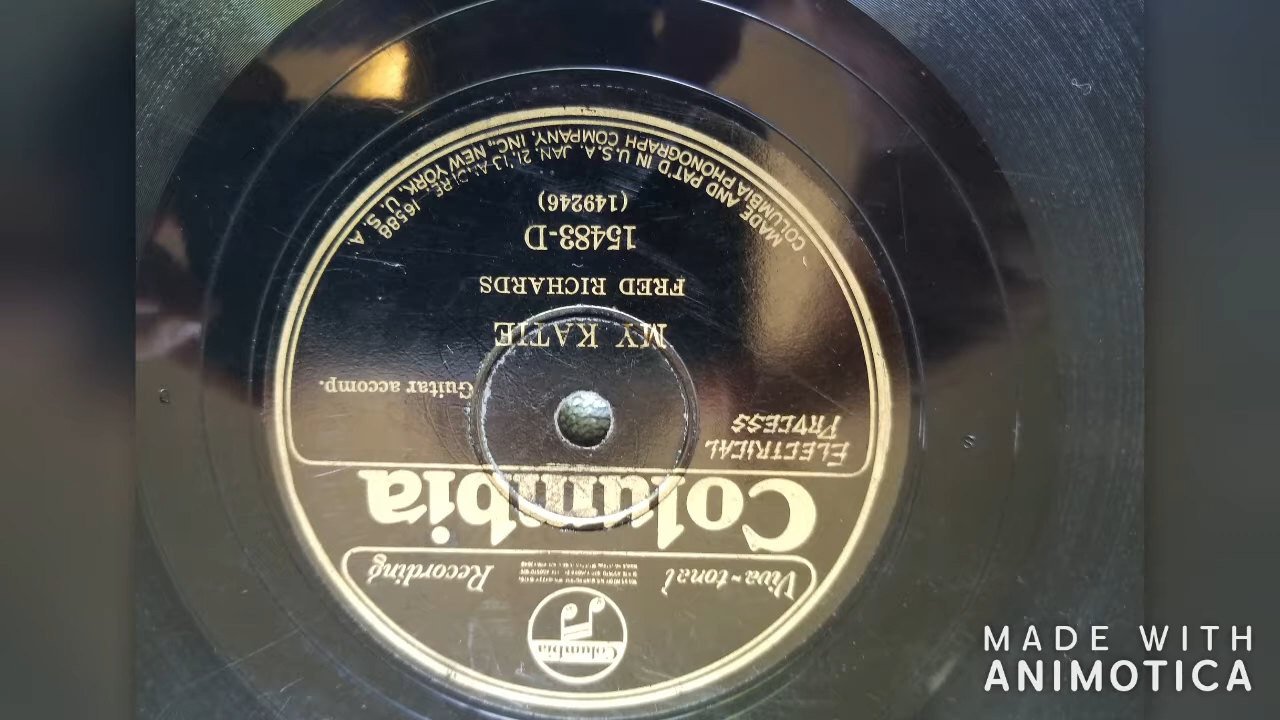 Columbia
Viva-tonal Recording
Columbia
ELECTRICAL
PROCESS
Guitar accomp.
MY KATIE
FRED RICHARDS
15483-D
(149246)
MADE AND PAT'D IN U.S.A. JAN. 21, '13 RE. 16588
COLUMBIA PHONOGRAPH COMPANY, INC., NEW YORK, U.S.A.
S
MADE WITH
ANIMOTICA